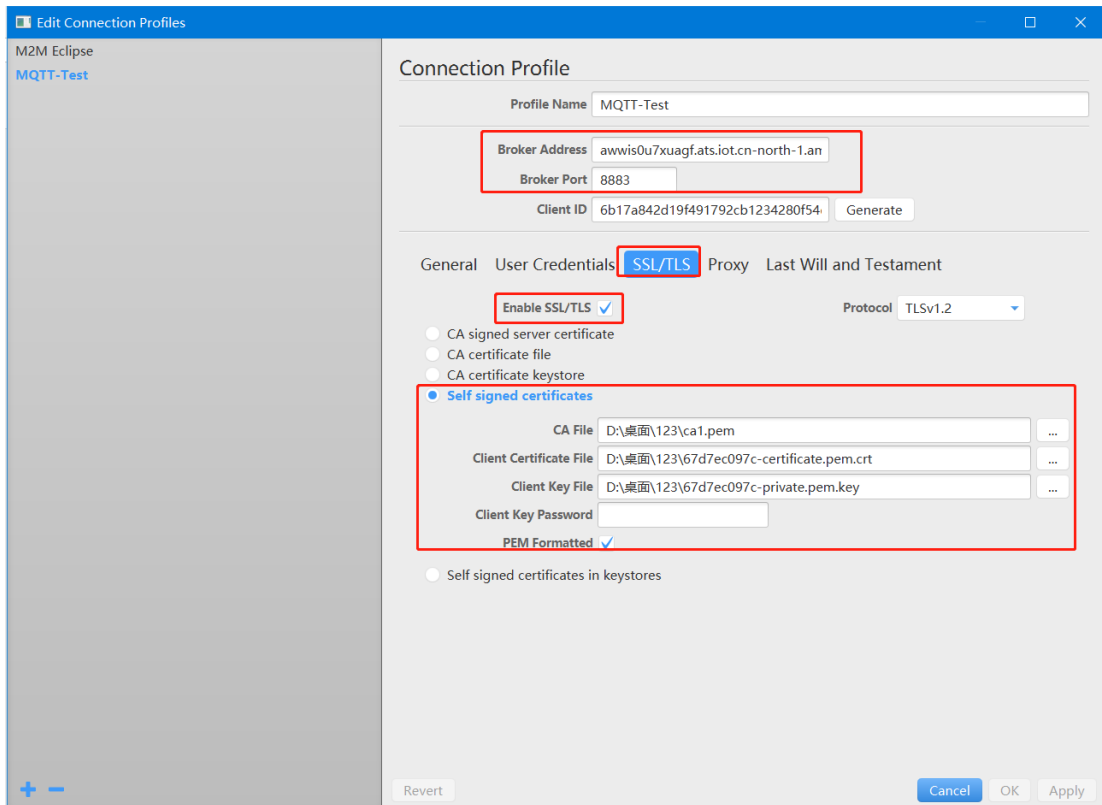 Edit Connection Profiles
M2M Eclipse
MQTT-Test
Connection Profile
Profile Name MQTT-Test
Broker Address awwis0u7xuagf.ats.iot.cn-north-1.am
Broker Port 8883
Client ID 6b17a842d19f491792cb1234280f54 Generate
General User Credentials SSL/TLS Proxy Last Will and Testament
Enable SSL/TLS Protocol TLSv1.2
CA signed server certificate
CA certificate file
CA certificate keystore
Self signed certificates
CA File D:\桌面\123\ca1.pem ...
Client Certificate File D:\桌面\123\67d7ec097c-certificate.pem.crt ...
Client Key File D:\桌面\123\67d7ec097c-private.pem.key ...
Client Key Password
PEM Formatted
Self signed certificates in keystores
Revert Cancel OK Apply